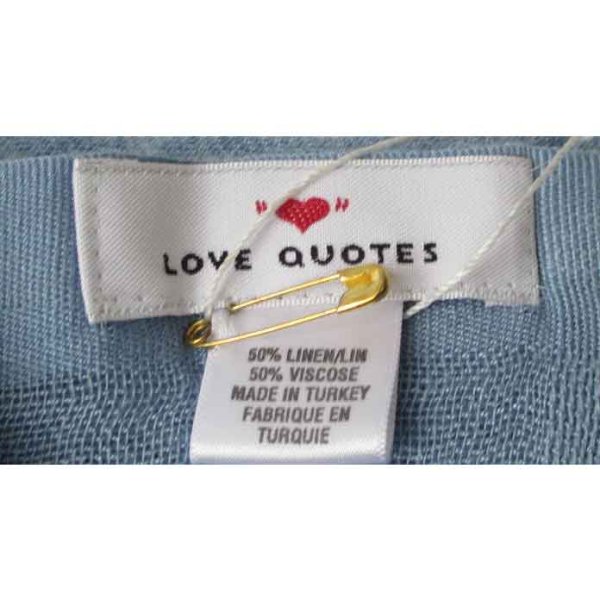 " "
LOVE QUOTES
50% LINEN/LIN
50% VISCOSE
MADE IN TURKEY
FABRIQUE EN
TURQUIE